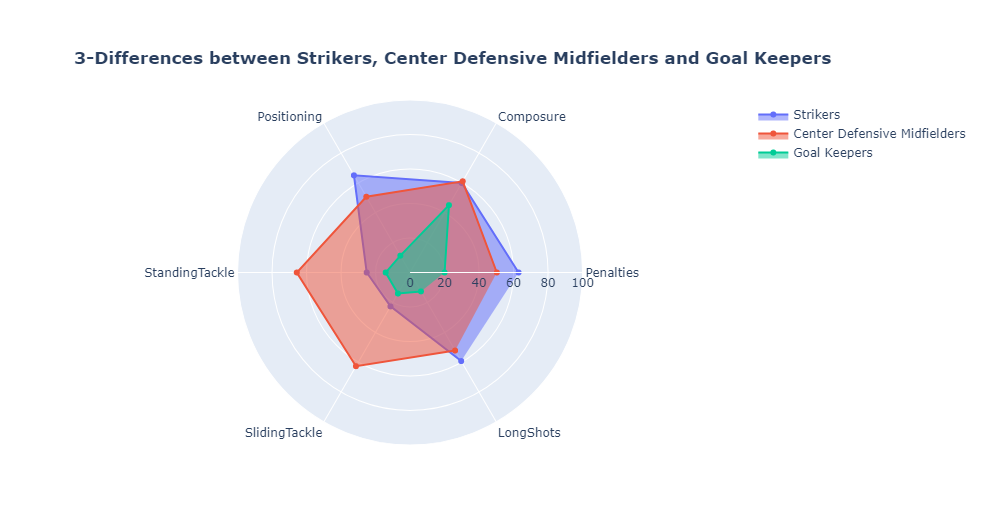 3-Differences between Strikers, Center Defensive Midfielders and Goal Keepers
Positioning
Composure
Strikers
Center Defensive Midfielders
Goal Keepers
StandingTackle
Penalties
0 20 40 60 80 100
SlidingTackle
LongShots